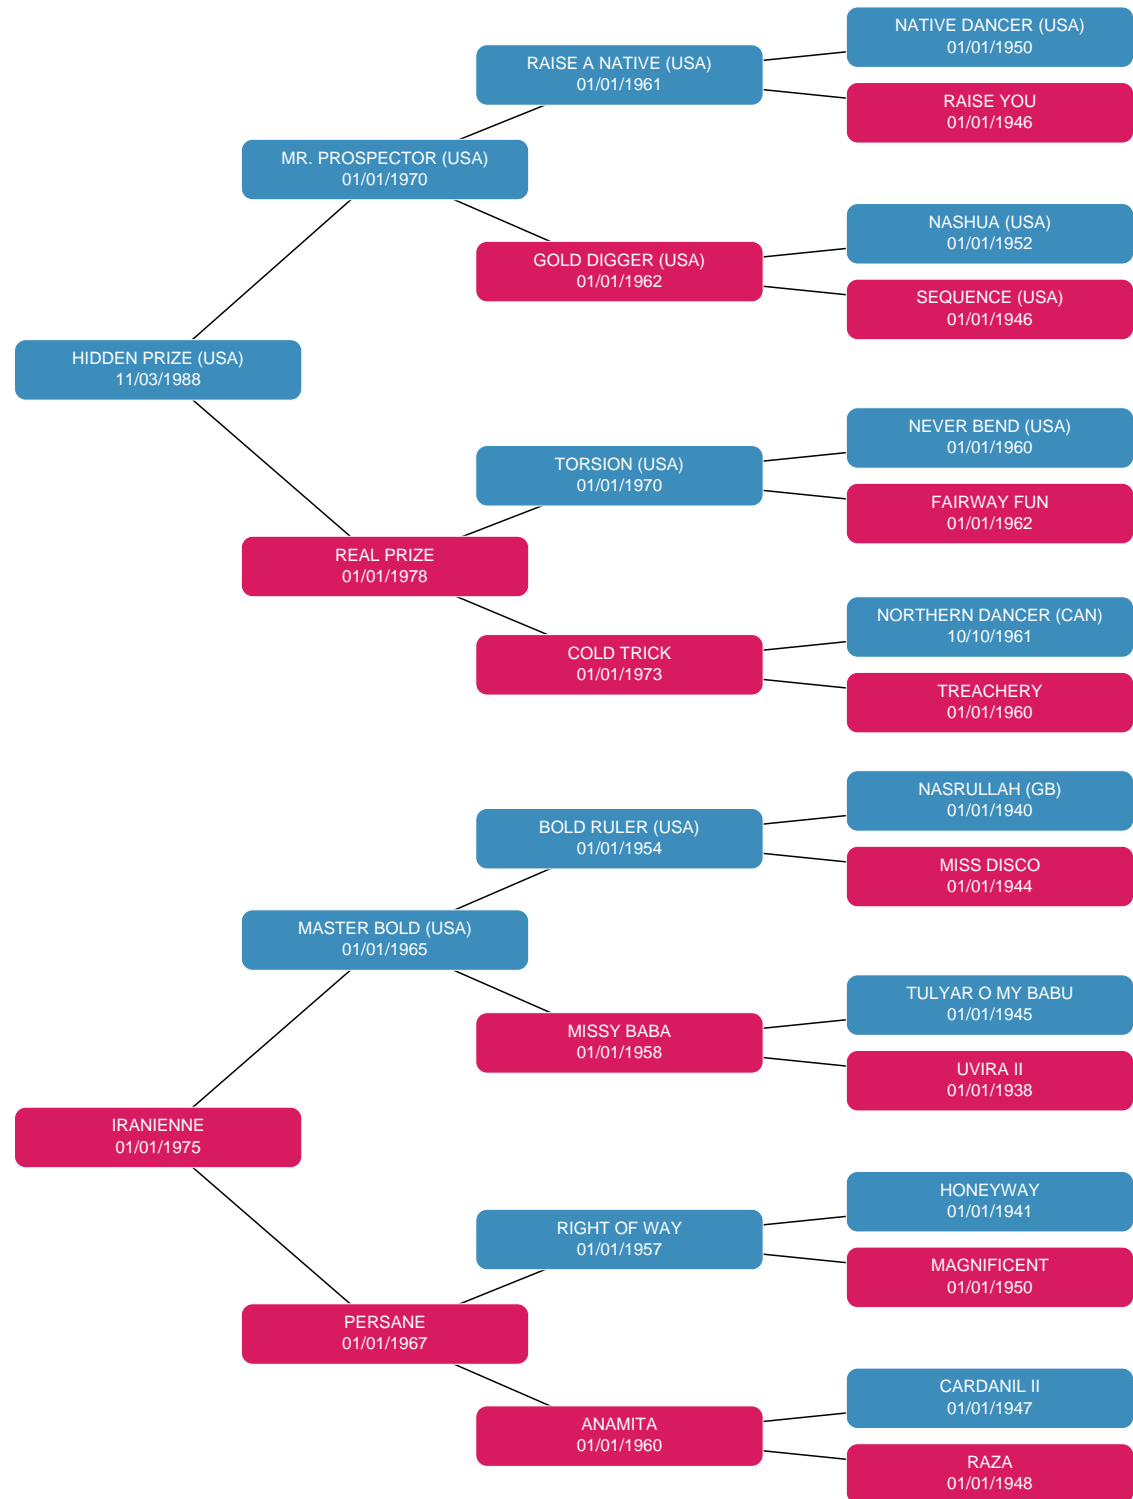 NATIVE DANCER (USA)
01/01/1950
RAISE A NATIVE (USA)
01/01/1961
RAISE YOU
01/01/1946
MR. PROSPECTOR (USA)
01/01/1970
NASHUA (USA)
01/01/1952
GOLD DIGGER (USA)
01/01/1962
SEQUENCE (USA)
01/01/1946
HIDDEN PRIZE (USA)
11/03/1988
NEVER BEND (USA)
01/01/1960
TORSION (USA)
01/01/1970
FAIRWAY FUN
01/01/1962
REAL PRIZE
01/01/1978
NORTHERN DANCER (CAN)
10/10/1961
COLD TRICK
01/01/1973
TREACHERY
01/01/1960
NASRULLAH (GB)
01/01/1940
BOLD RULER (USA)
01/01/1954
MISS DISCO
01/01/1944
MASTER BOLD (USA)
01/01/1965
TULYAR O MY BABU
01/01/1945
MISSY BABA
01/01/1958
UVIRA II
01/01/1938
IRANIENNE
01/01/1975
HONEYWAY
01/01/1941
RIGHT OF WAY
01/01/1957
MAGNIFICENT
01/01/1950
PERSANE
01/01/1967
CARDANIL II
01/01/1947
ANAMITA
01/01/1960
RAZA
01/01/1948